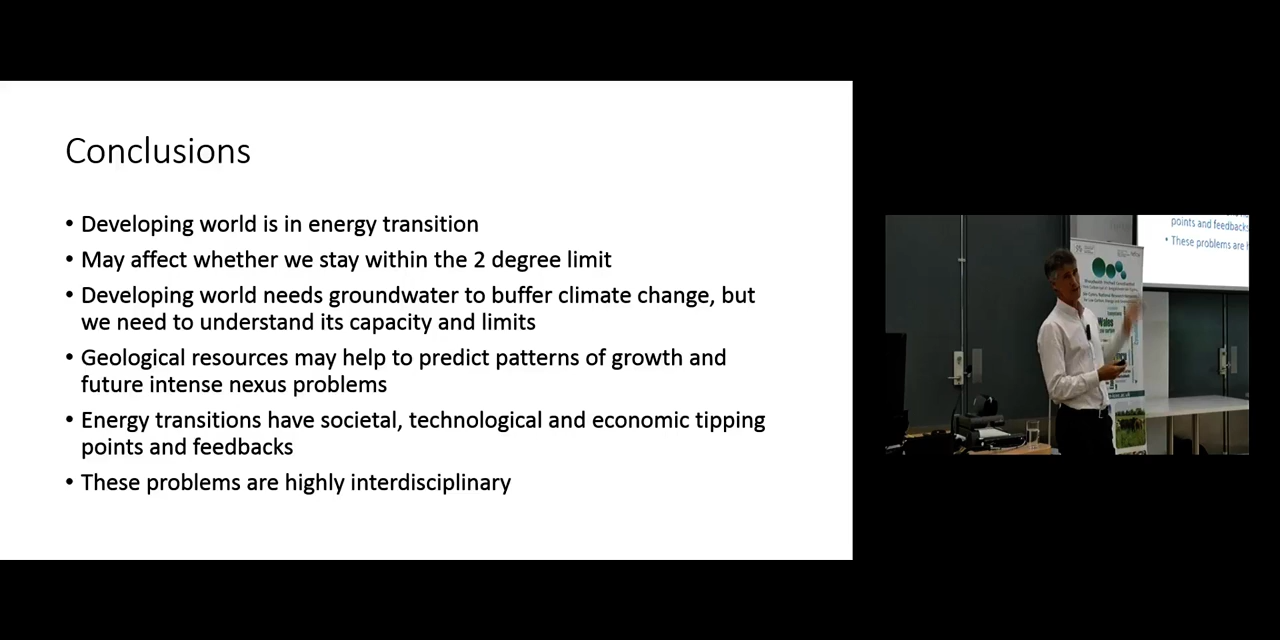 Conclusions
• Developing world is in energy transition
• May affect whether we stay within the 2 degree limit
• Developing world needs groundwater to buffer climate change, but
we need to understand its capacity and limits
• Geological resources may help to predict patterns of growth and
future intense nexus problems
• Energy transitions have societal, technological and economic tipping
points and feedbacks
• These problems are highly interdisciplinary
points and feedbacks
• These problems are h
Wales